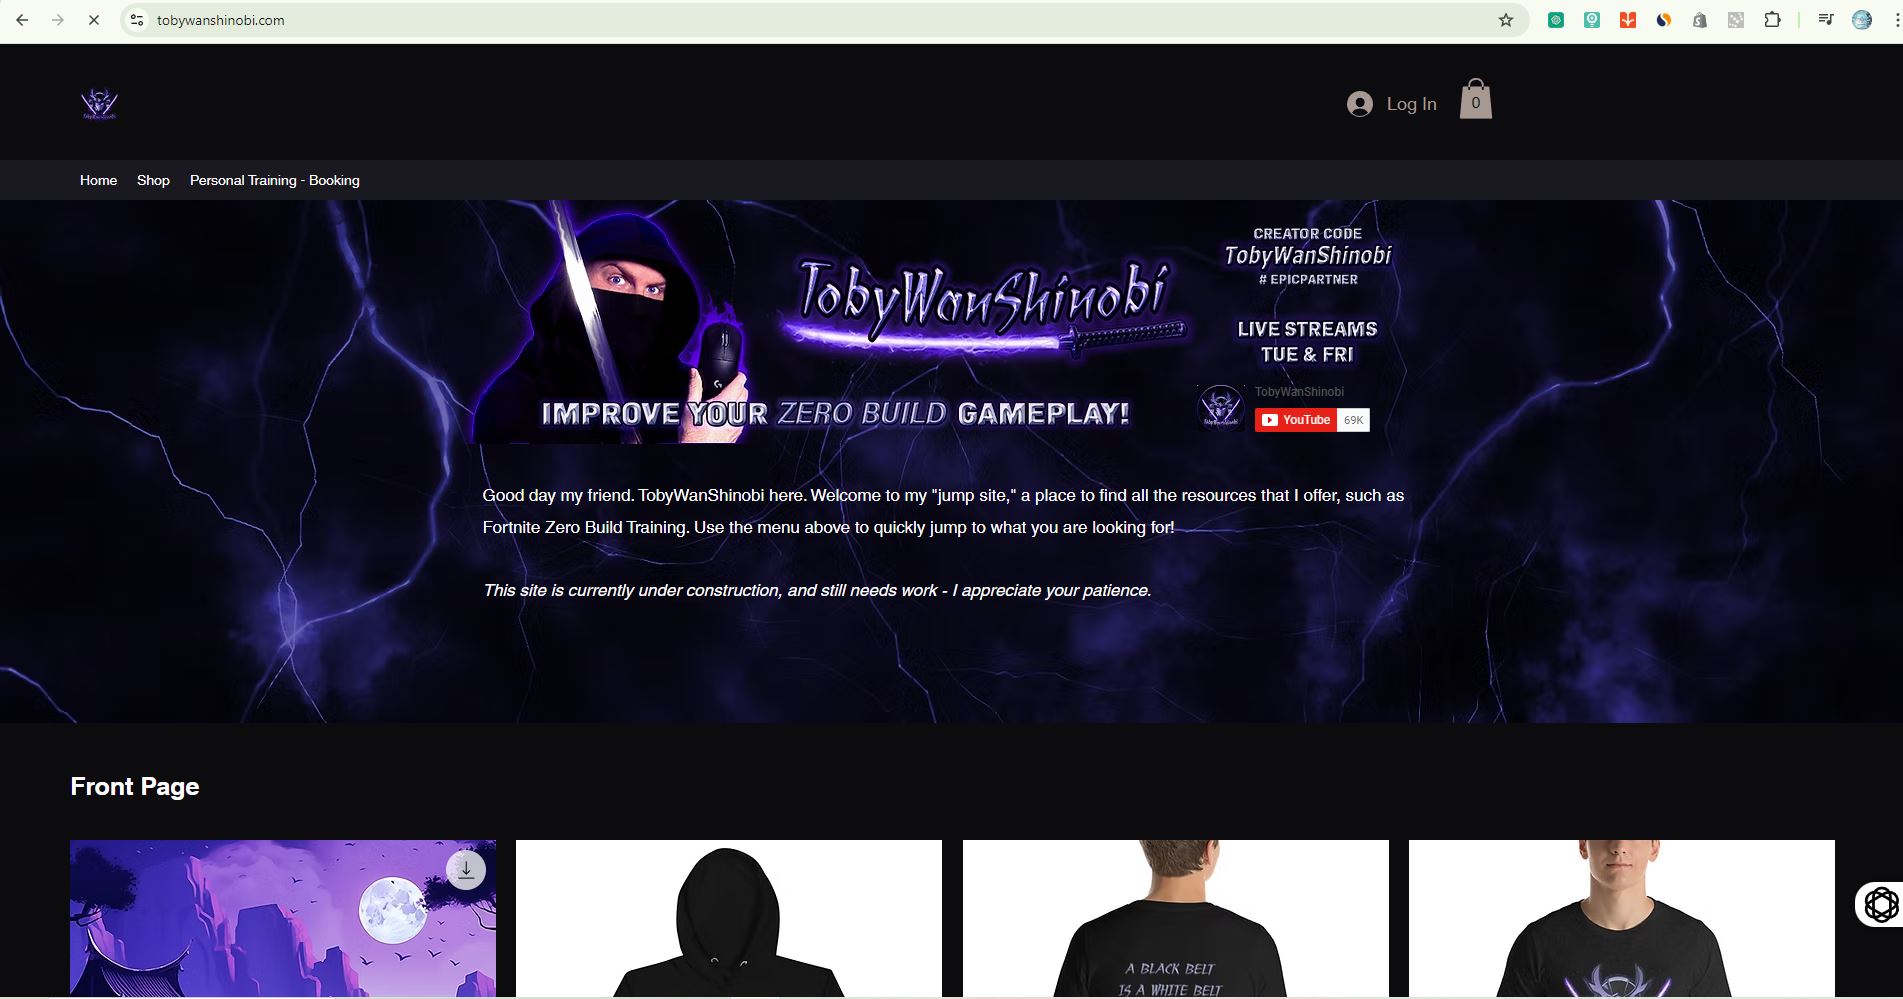 tobywanshinobi.com
Log In
0
Home Shop Personal Training - Booking
CREATOR CODE
TobyWanShinobi
# EPICPARTNER
TobyWanShinobi
LIVE STREAMS
TUE & FRI
IMPROVE YOUR ZERO BUILD GAMEPLAY!
TobyWanShinobi
YouTube 69K
Good day my friend. TobyWanShinobi here. Welcome to my "jump site," a place to find all the resources that I offer, such as
Fortnite Zero Build Training. Use the menu above to quickly jump to what you are looking for!
This site is currently under construction, and still needs work - I appreciate your patience.
Front Page
A BLACK BELT
IS A WHITE BELT